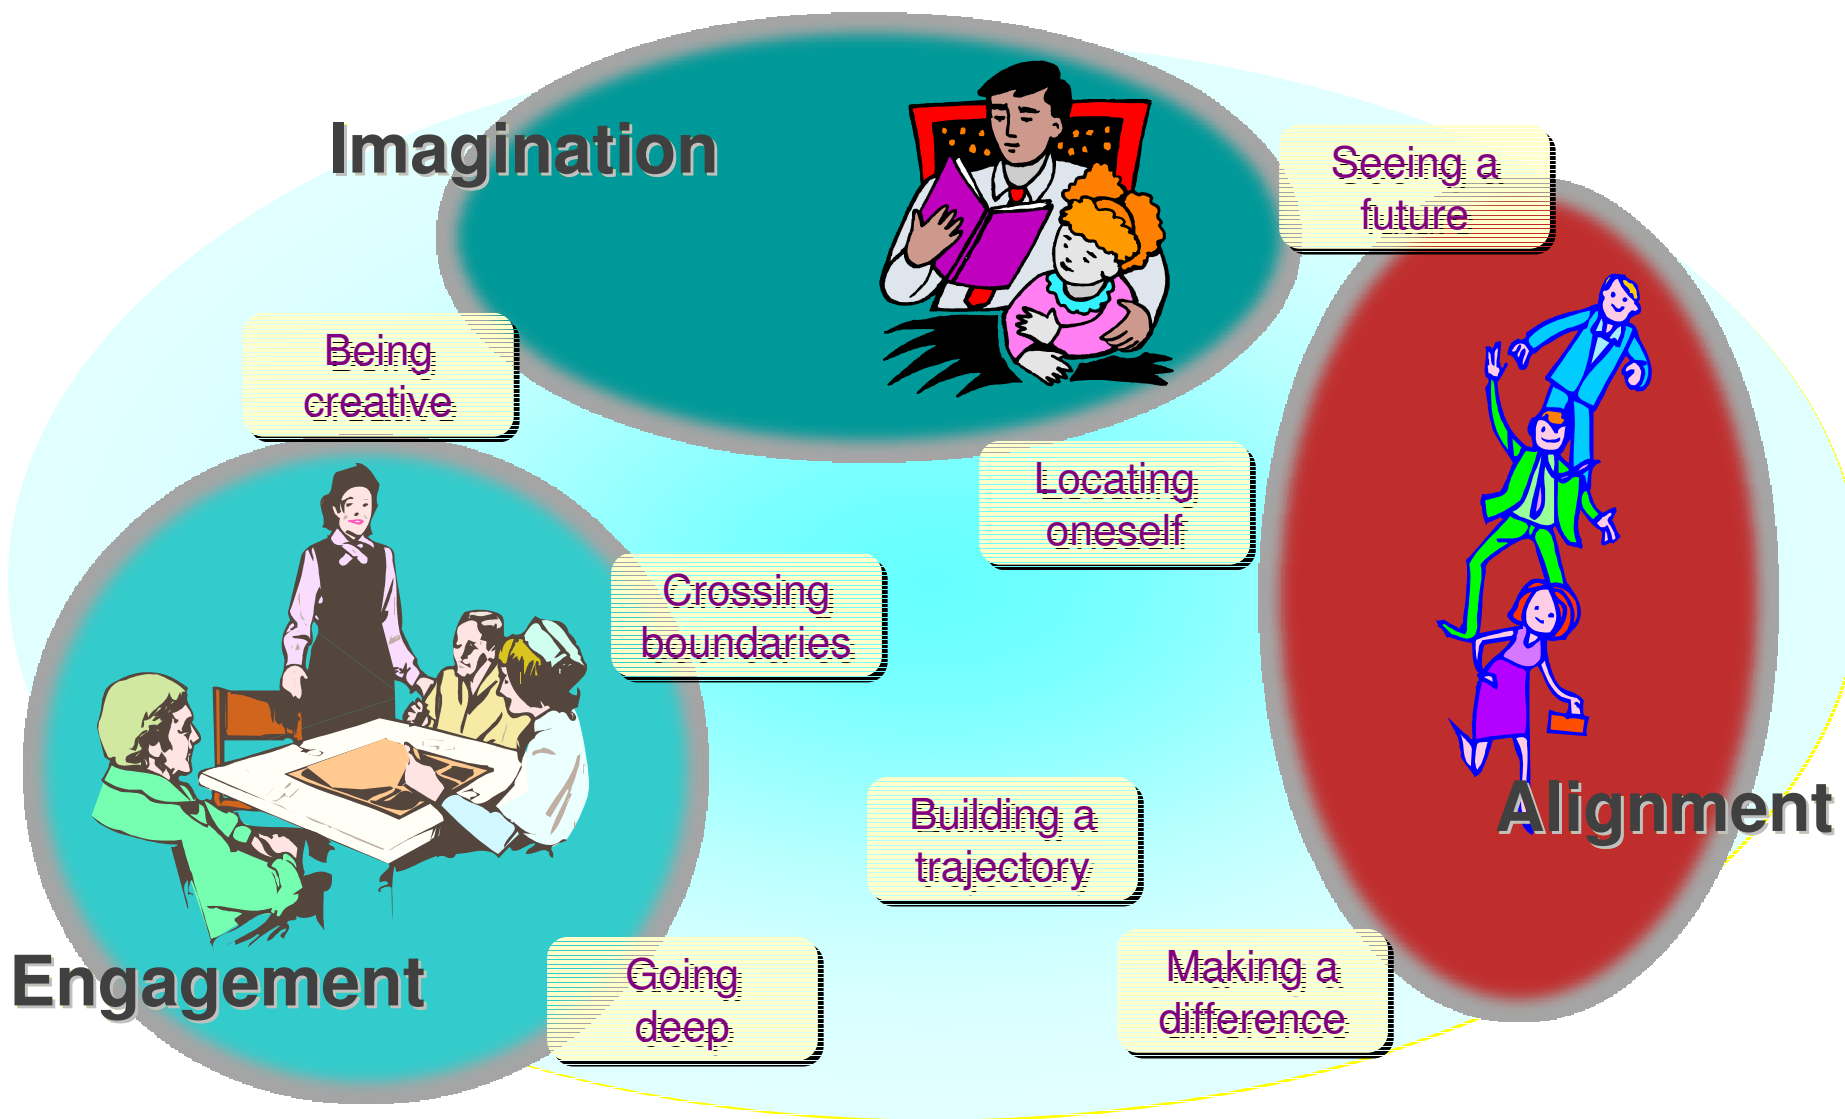 Imagination
Seeing a
future
Being
creative
Locating
oneself
Crossing
boundaries
Building a
trajectory
Alignment
Engagement
Going
deep
Making a
difference